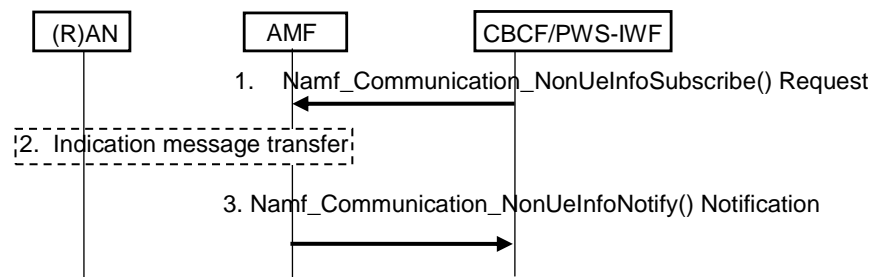 (R)AN
AMF
CBCF/PWS-IWF
1. Namf_Communication_NonUeInfoSubscribe() Request
2. Indication message transfer
3. Namf_Communication_NonUeInfoNotify() Notification